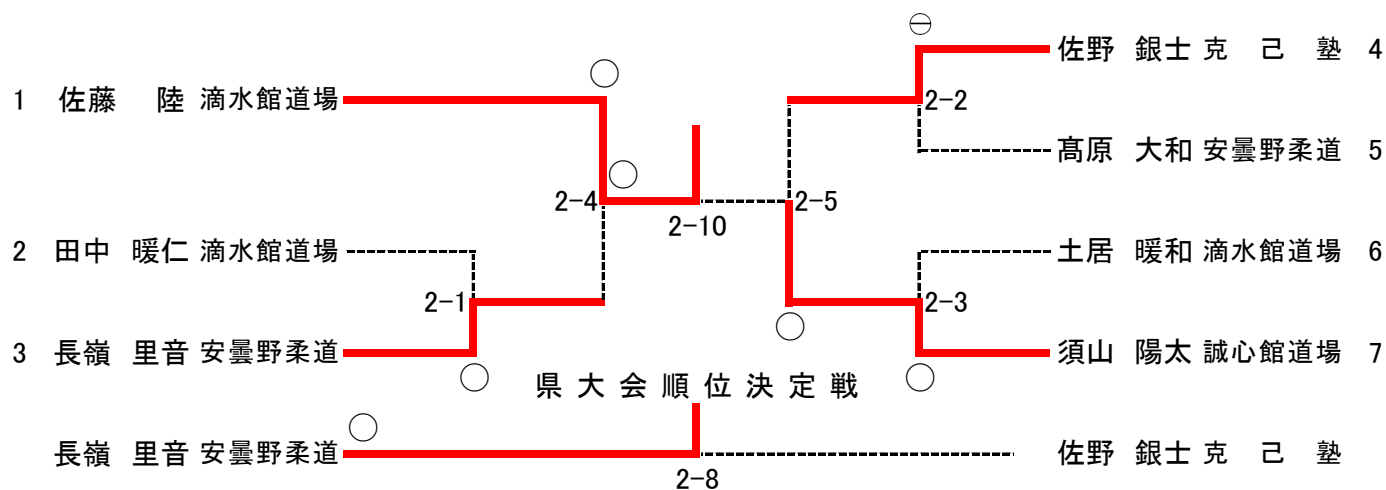 佐野 銀士 克 己 塾 4
1 佐藤 陸 滴水館道場
2-2
髙原 大和 安曇野柔道 5
2-4
2-5
2-10
2 田中 暖仁 滴水館道場
土居 暖和 滴水館道場 6
2-1
2-3
3 長嶺 里音 安曇野柔道
須山 陽太 誠心館道場 7
県大会順位決定戦
長嶺 里音 安曇野柔道
佐野 銀士 克 己 塾
2-8